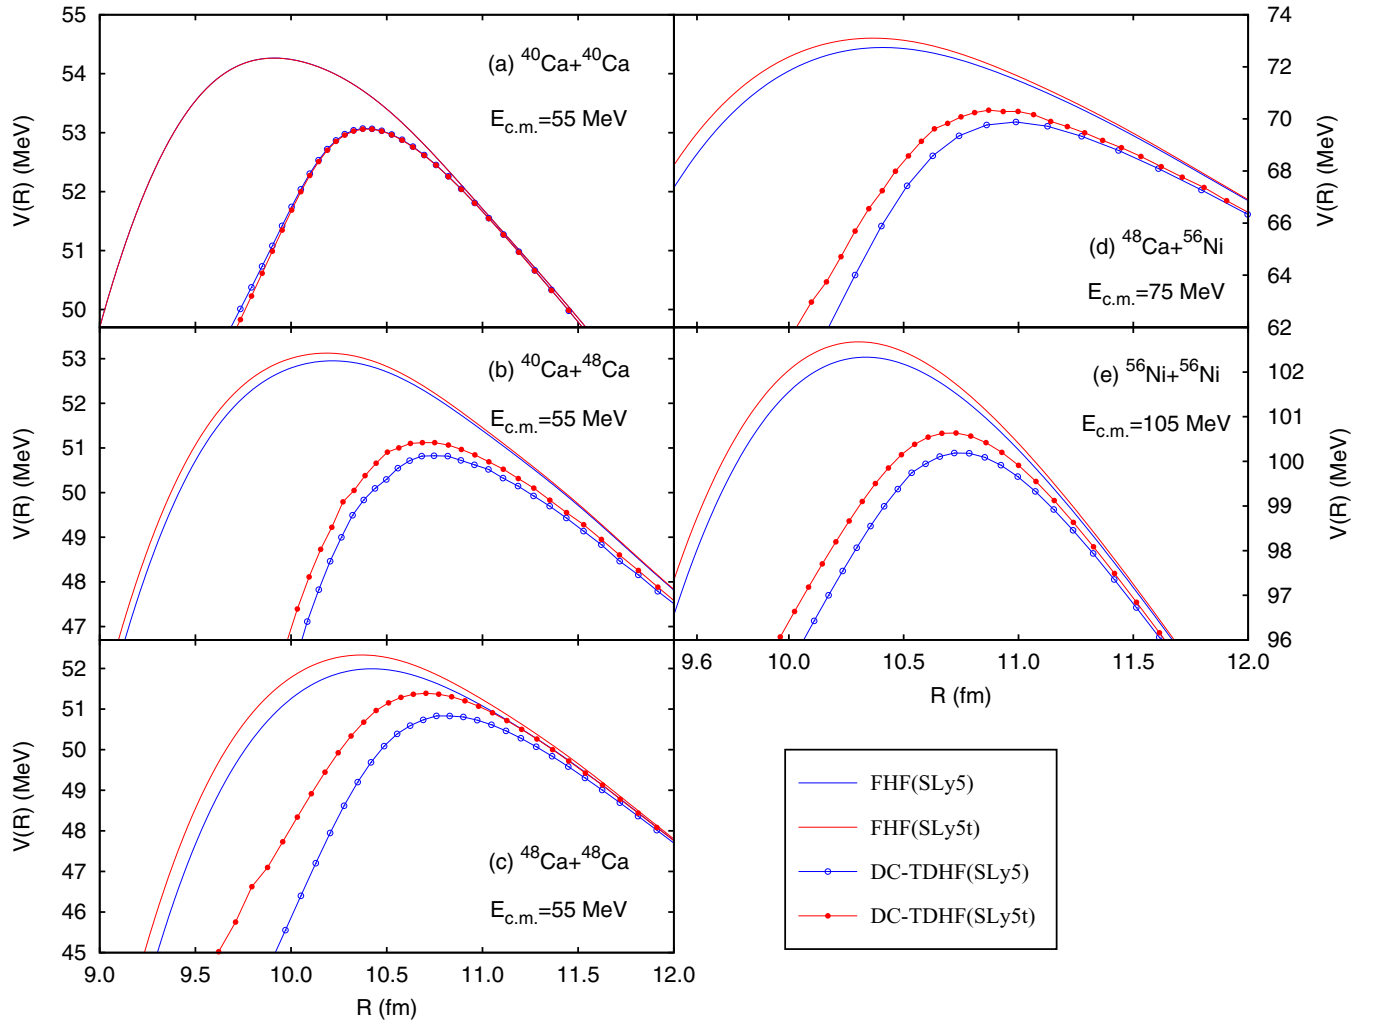 55
54
53
52
51
50
V(R) (MeV)
(a) ⁴⁰Ca+⁴⁰Ca
E_c.m.=55 MeV
53
52
51
50
49
48
47
V(R) (MeV)
(b) ⁴⁰Ca+⁴⁸Ca
E_c.m.=55 MeV
52
51
50
49
48
47
46
45
V(R) (MeV)
(c) ⁴⁸Ca+⁴⁸Ca
E_c.m.=55 MeV
9.0 9.5 10.0 10.5 11.0 11.5 12.0
R (fm)
74
72
70
68
66
64
62
V(R) (MeV)
(d) ⁴⁸Ca+⁵⁶Ni
E_c.m.=75 MeV
102
101
100
99
98
97
96
V(R) (MeV)
(e) ⁵⁶Ni+⁵⁶Ni
E_c.m.=105 MeV
9.6 10.0 10.5 11.0 11.5 12.0
R (fm)
FHF(SLy5)
FHF(SLy5t)
DC-TDHF(SLy5)
DC-TDHF(SLy5t)